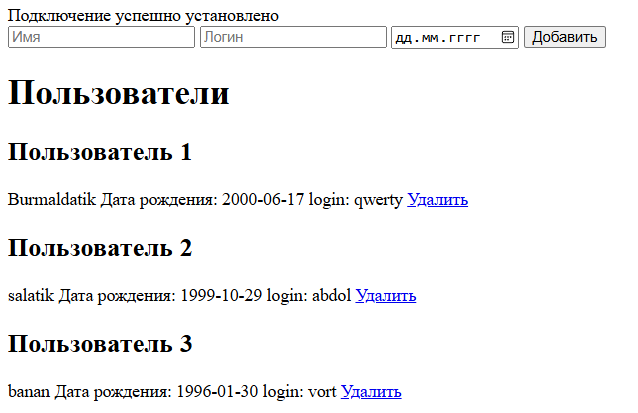 Подключение успешно установлено
Имя Логин дд.мм.гггг Добавить
Пользователи
Пользователь 1
Burmaldatik Дата рождения: 2000-06-17 login: qwerty Удалить
Пользователь 2
salatik Дата рождения: 1999-10-29 login: abdol Удалить
Пользователь 3
banan Дата рождения: 1996-01-30 login: vort Удалить